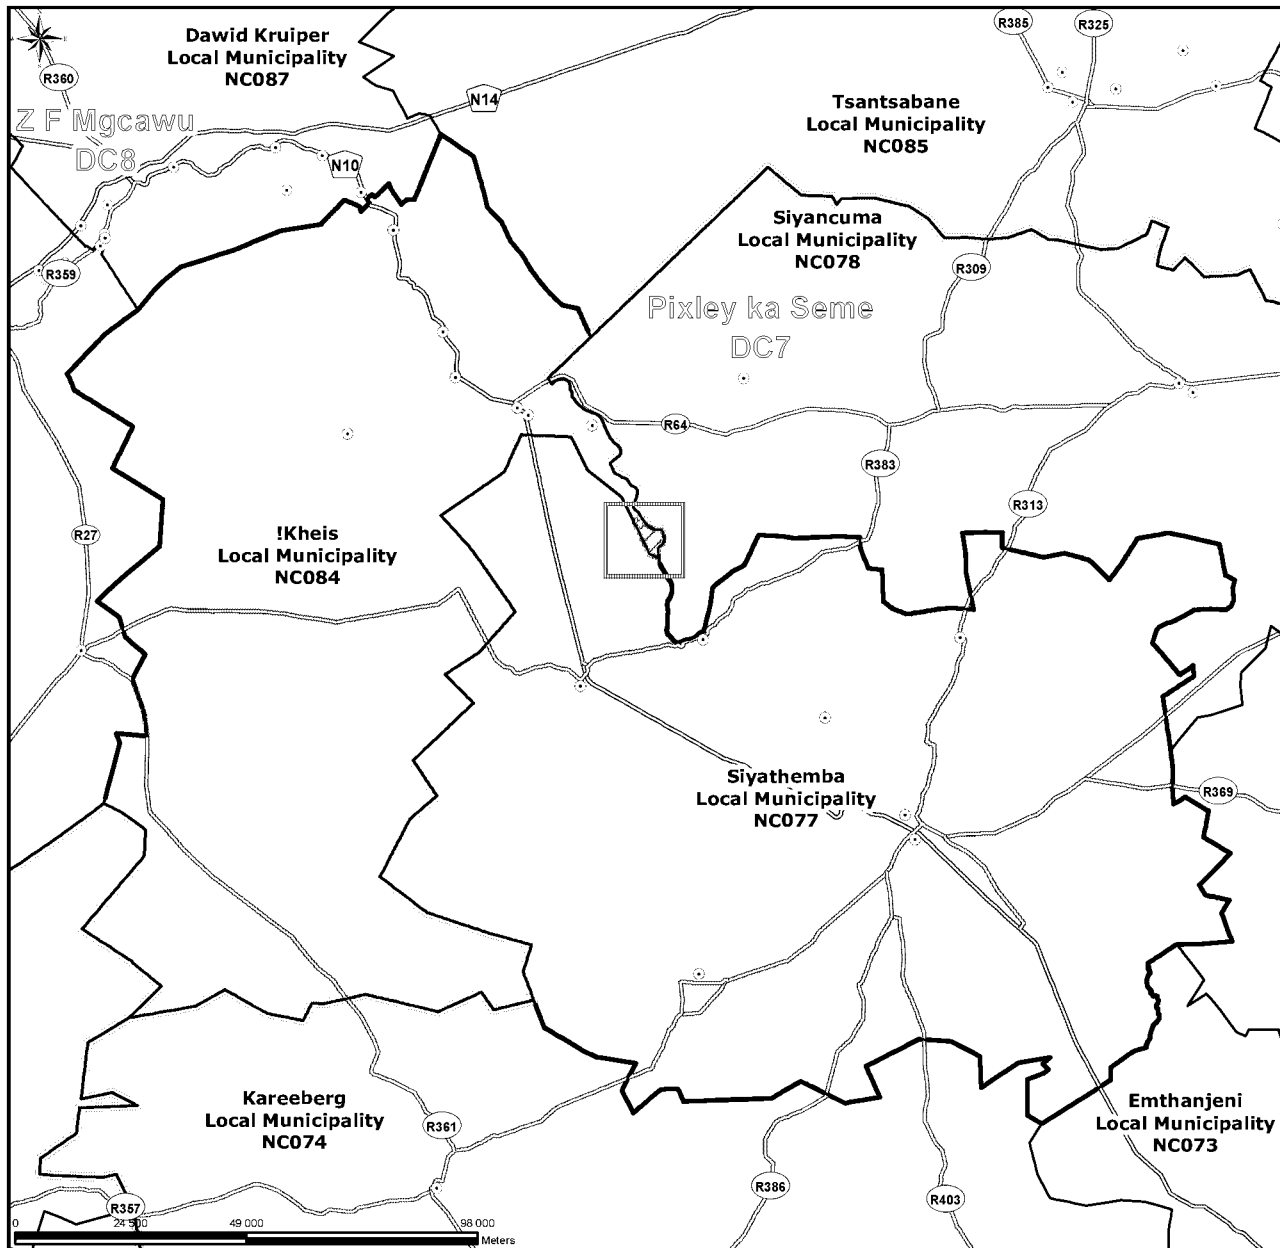 Dawid Kruiper
Local Municipality
NC087
R385
R325
R360
N14
Z F Mgcawu
DC8
Tsantsabane
Local Municipality
NC085
N10
Siyancuma
Local Municipality
NC078
R359
R309
Pixley ka Seme
DC7
R64
R383
R313
R27
!Kheis
Local Municipality
NC084
Siyathemba
Local Municipality
NC077
R369
Kareeberg
Local Municipality
NC074
R361
Emthanjeni
Local Municipality
NC073
R386
R403
R357
0 24 500 49 000 98 000
Meters